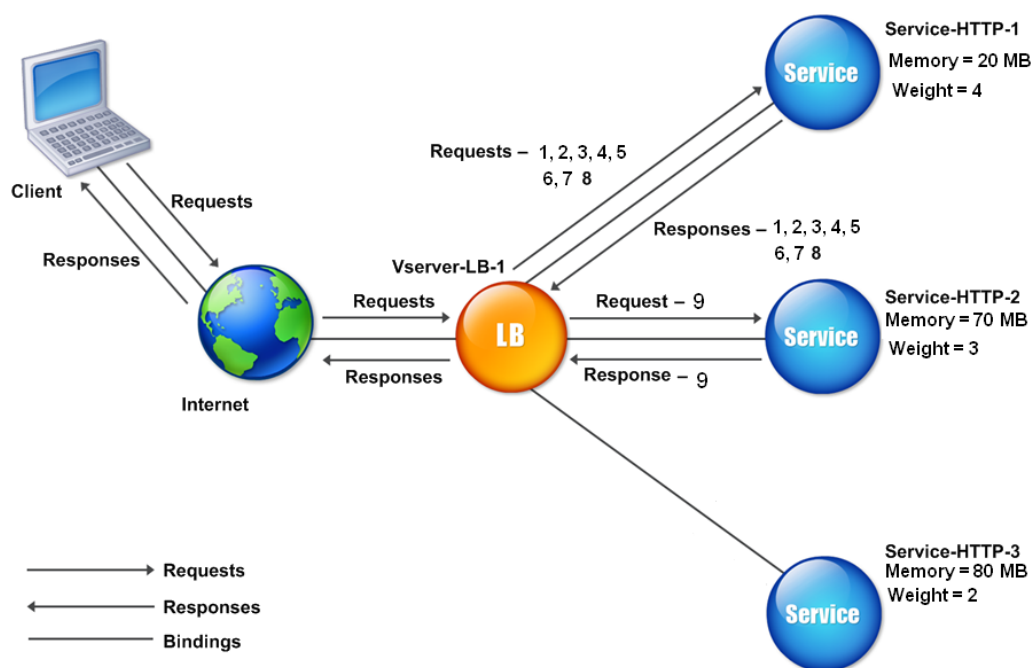 Service-HTTP-1
Memory = 20 MB
Weight = 4
Service
Requests – 1, 2, 3, 4, 5
6, 7 8
Client
Requests
Responses
Responses – 1, 2, 3, 4, 5
6, 7 8
Vserver-LB-1
Requests
LB
Request – 9
Service
Service-HTTP-2
Memory = 70 MB
Weight = 3
Responses
Response – 9
Internet
Service-HTTP-3
Memory = 80 MB
Weight = 2
Service
Requests
Responses
Bindings